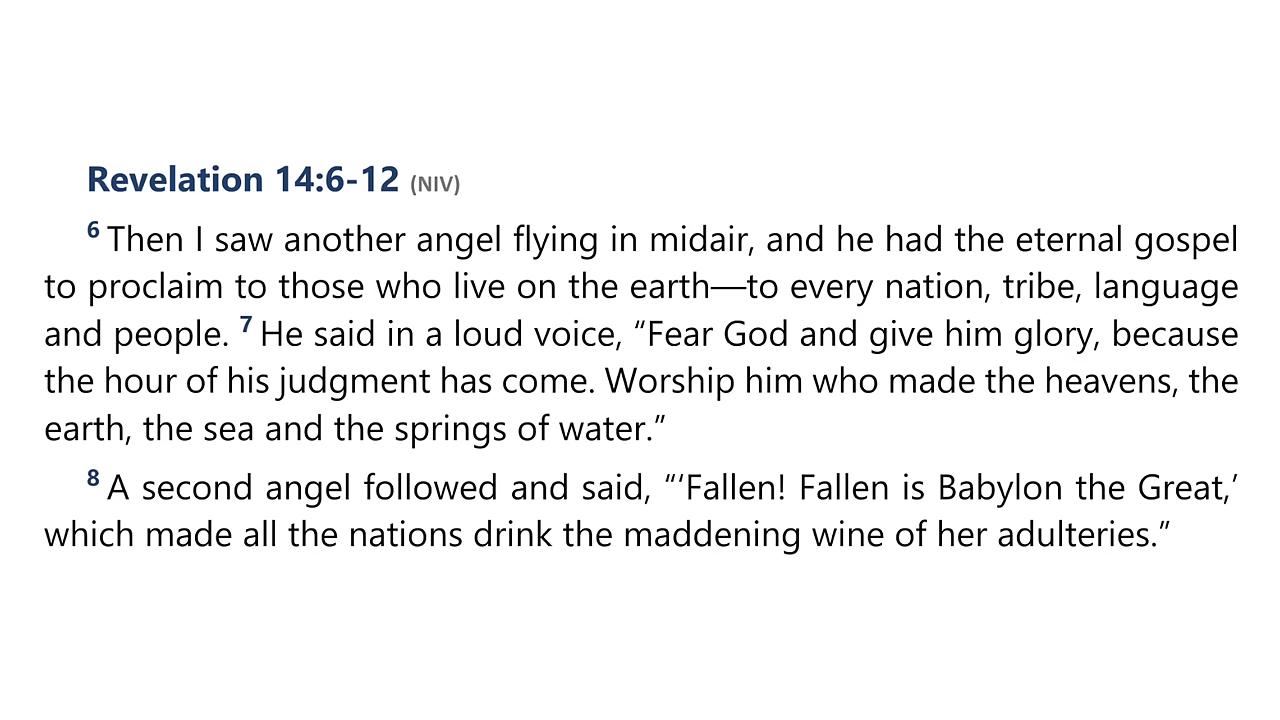 Revelation 14:6-12 (NIV)
6 Then I saw another angel flying in midair, and he had the eternal gospel
to proclaim to those who live on the earth—to every nation, tribe, language
and people. 7 He said in a loud voice, “Fear God and give him glory, because
the hour of his judgment has come. Worship him who made the heavens, the
earth, the sea and the springs of water.”
8 A second angel followed and said, “‘Fallen! Fallen is Babylon the Great,’
which made all the nations drink the maddening wine of her adulteries.”